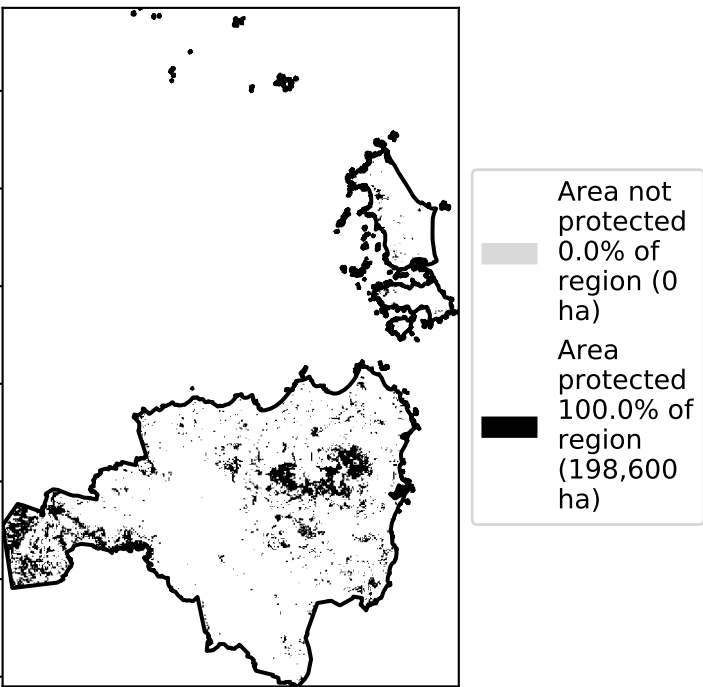 Area not
protected
0.0% of
region (0
ha)
Area
protected
100.0% of
region
(198,600
ha)